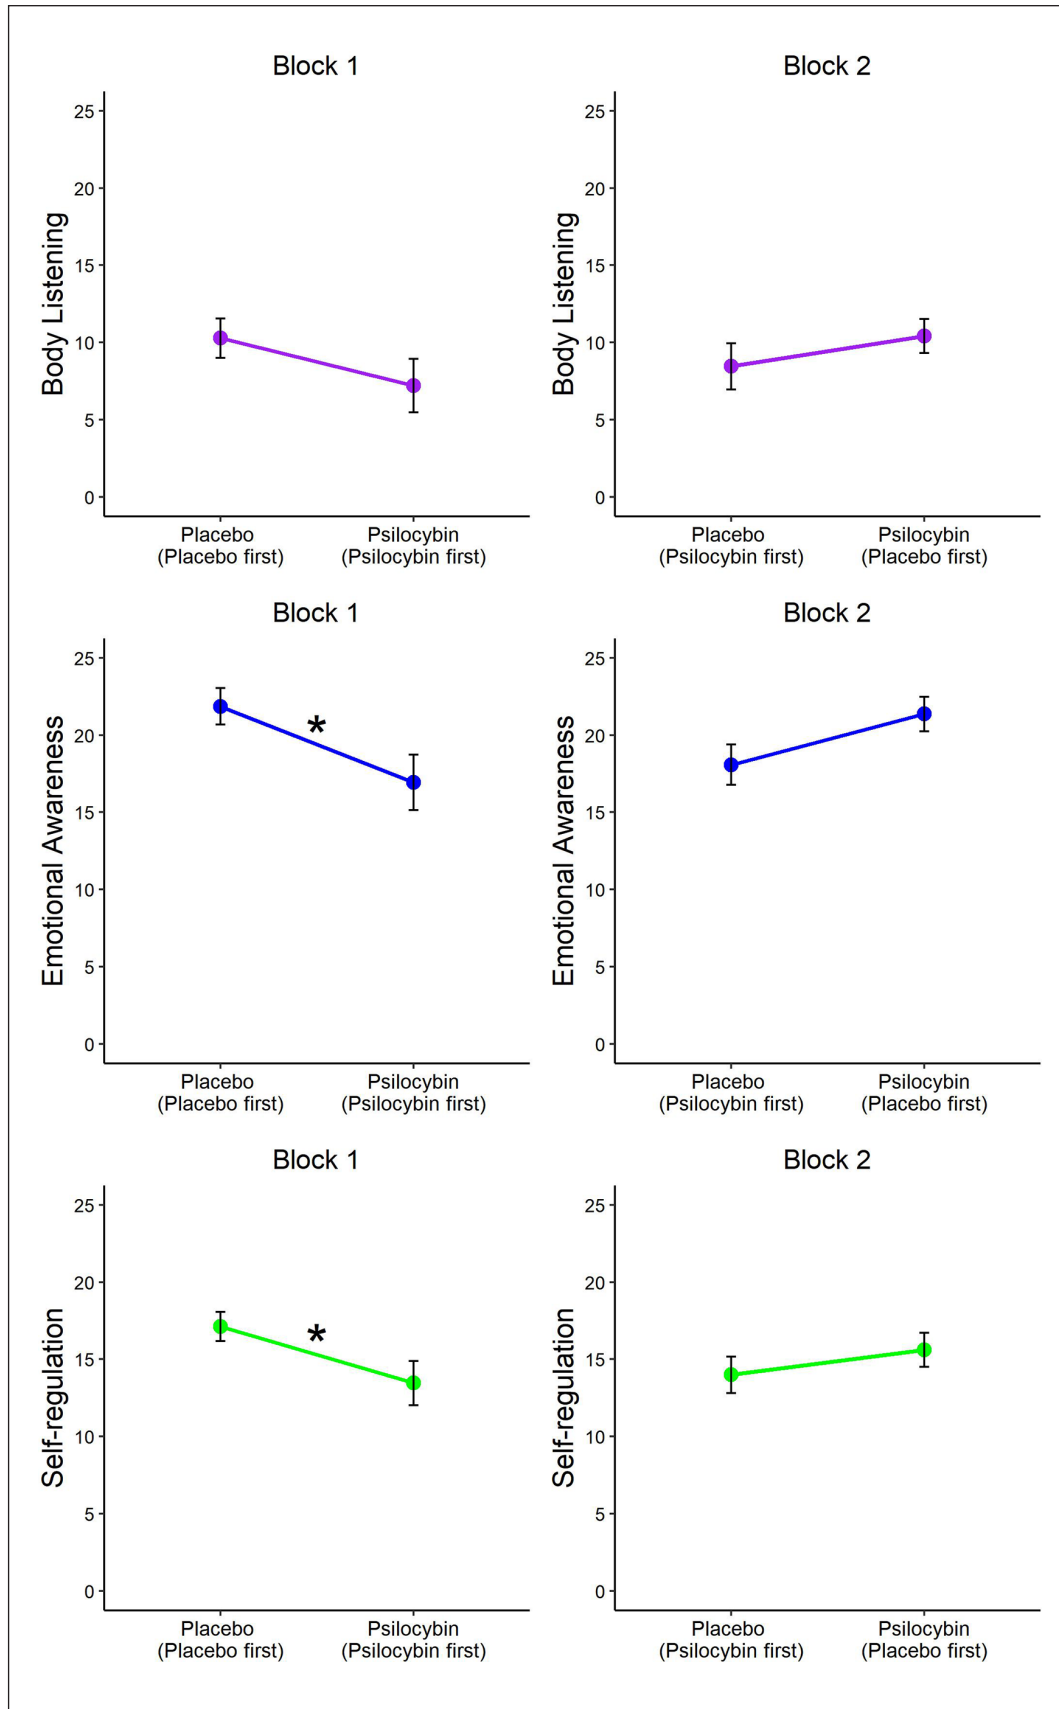 Block 1
Block 2
Body Listening
25
20
15
10
5
0
Placebo
(Placebo first)
Psilocybin
(Psilocybin first)
Body Listening
25
20
15
10
5
0
Placebo
(Psilocybin first)
Psilocybin
(Placebo first)
Block 1
Block 2
Emotional Awareness
25
20
15
10
5
0
*
Placebo
(Placebo first)
Psilocybin
(Psilocybin first)
Emotional Awareness
25
20
15
10
5
0
Placebo
(Psilocybin first)
Psilocybin
(Placebo first)
Block 1
Block 2
Self-regulation
25
20
15
10
5
0
*
Placebo
(Placebo first)
Psilocybin
(Psilocybin first)
Self-regulation
25
20
15
10
5
0
Placebo
(Psilocybin first)
Psilocybin
(Placebo first)